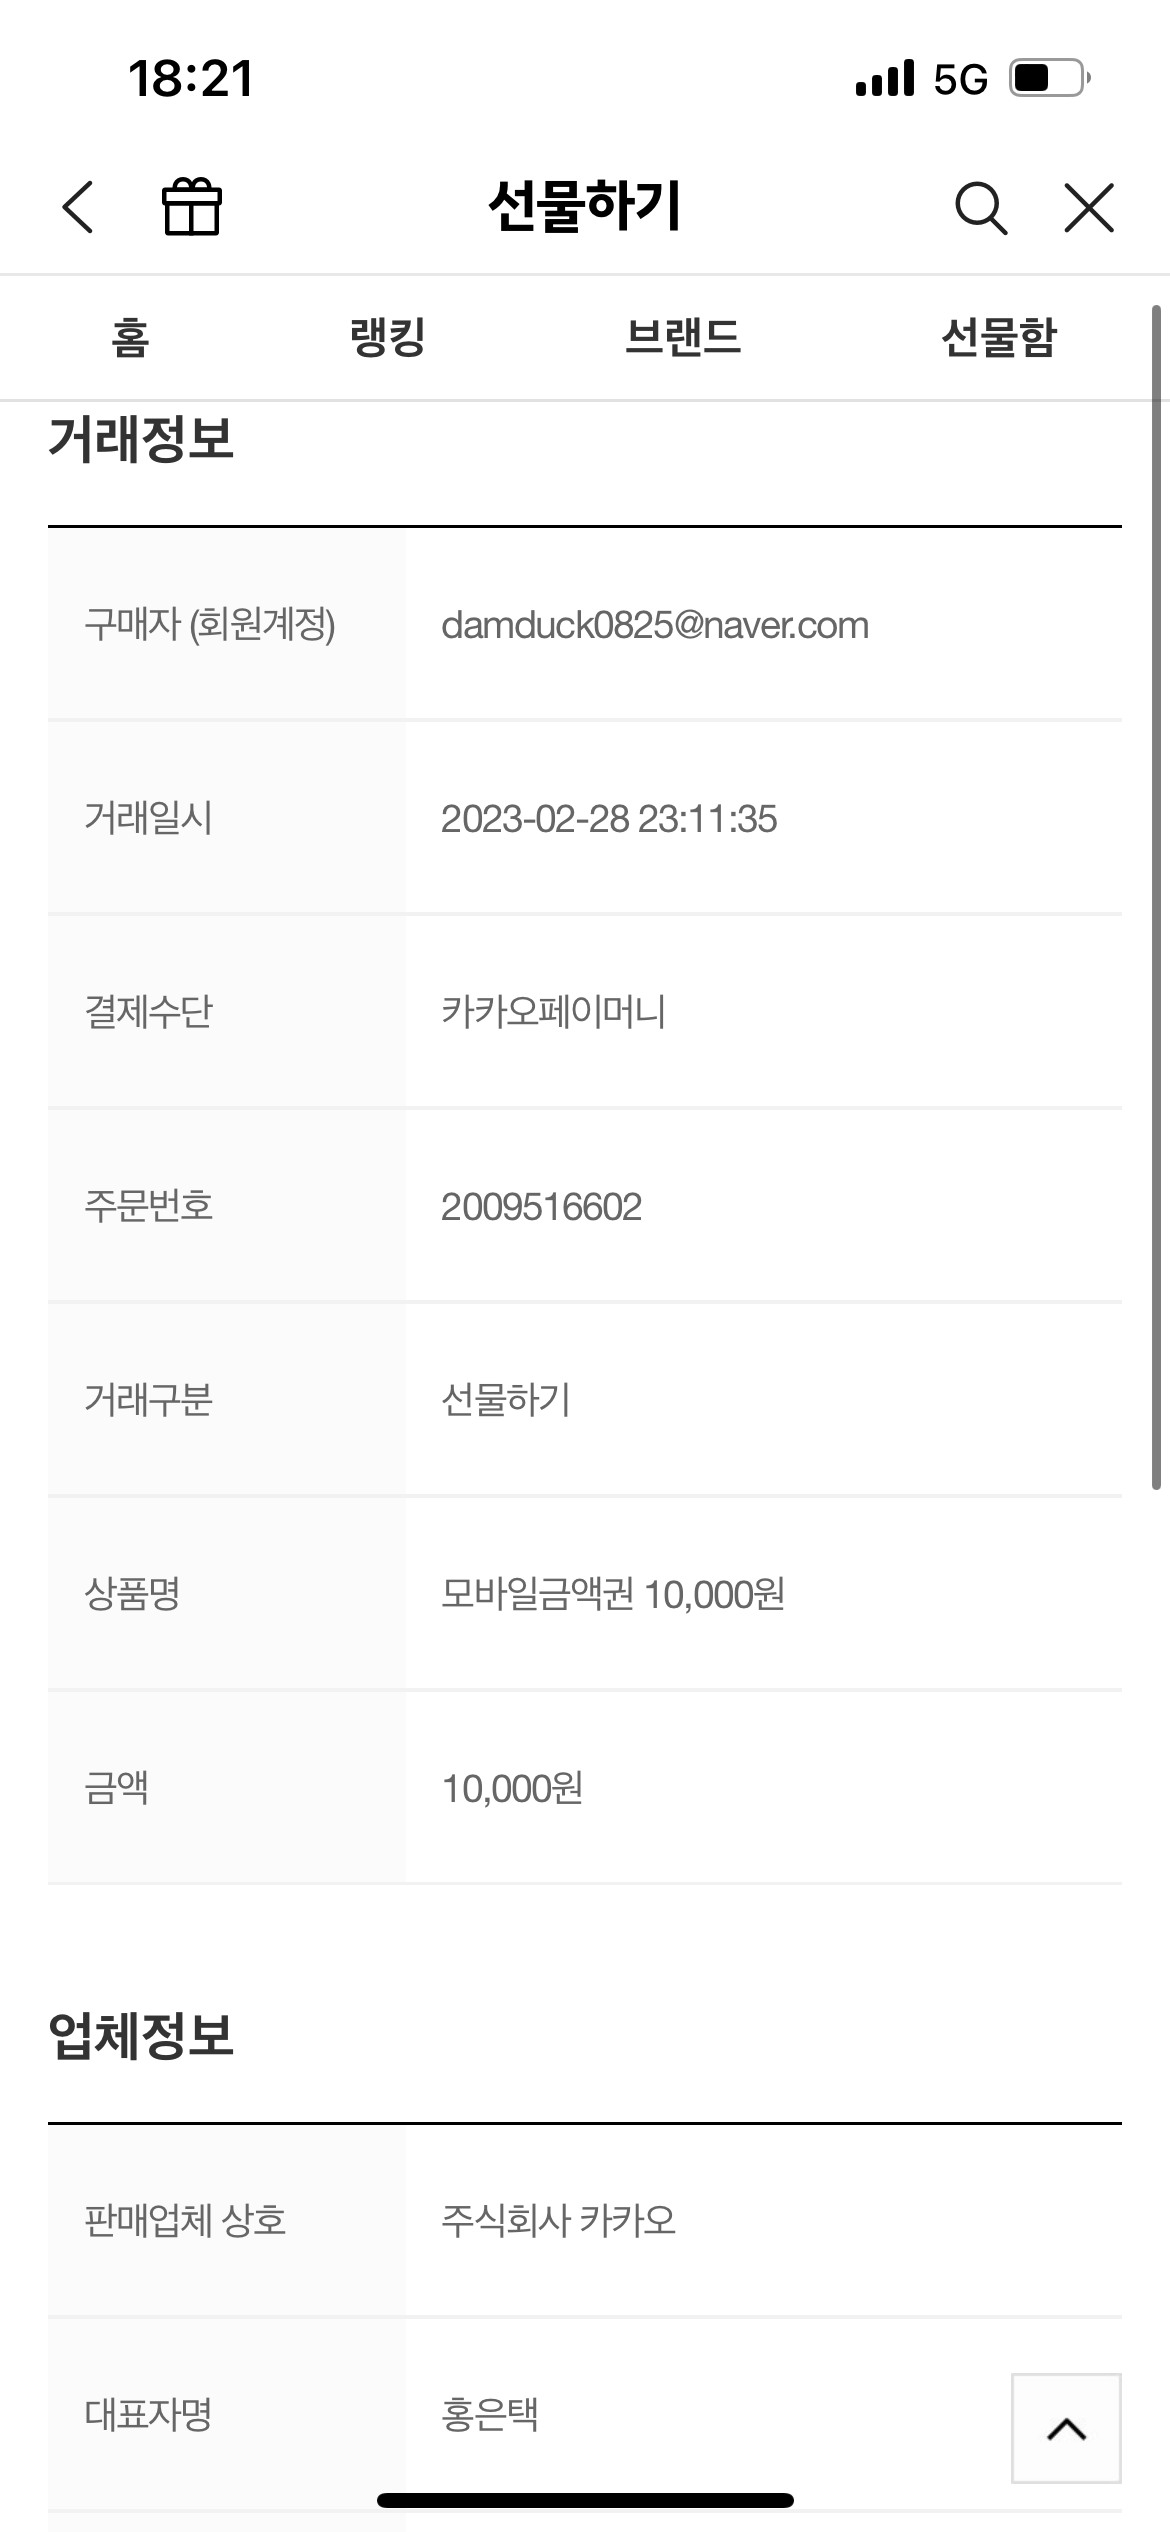 18:21
5G
선물하기
홈 랭킹 브랜드 선물함
거래정보
구매자 (회원계정) damduck0825@naver.com
거래일시 2023-02-28 23:11:35
결제수단 카카오페이머니
주문번호 2009516602
거래구분 선물하기
상품명 모바일금액권 10,000원
금액 10,000원
업체정보
판매업체 상호 주식회사 카카오
대표자명 홍은택